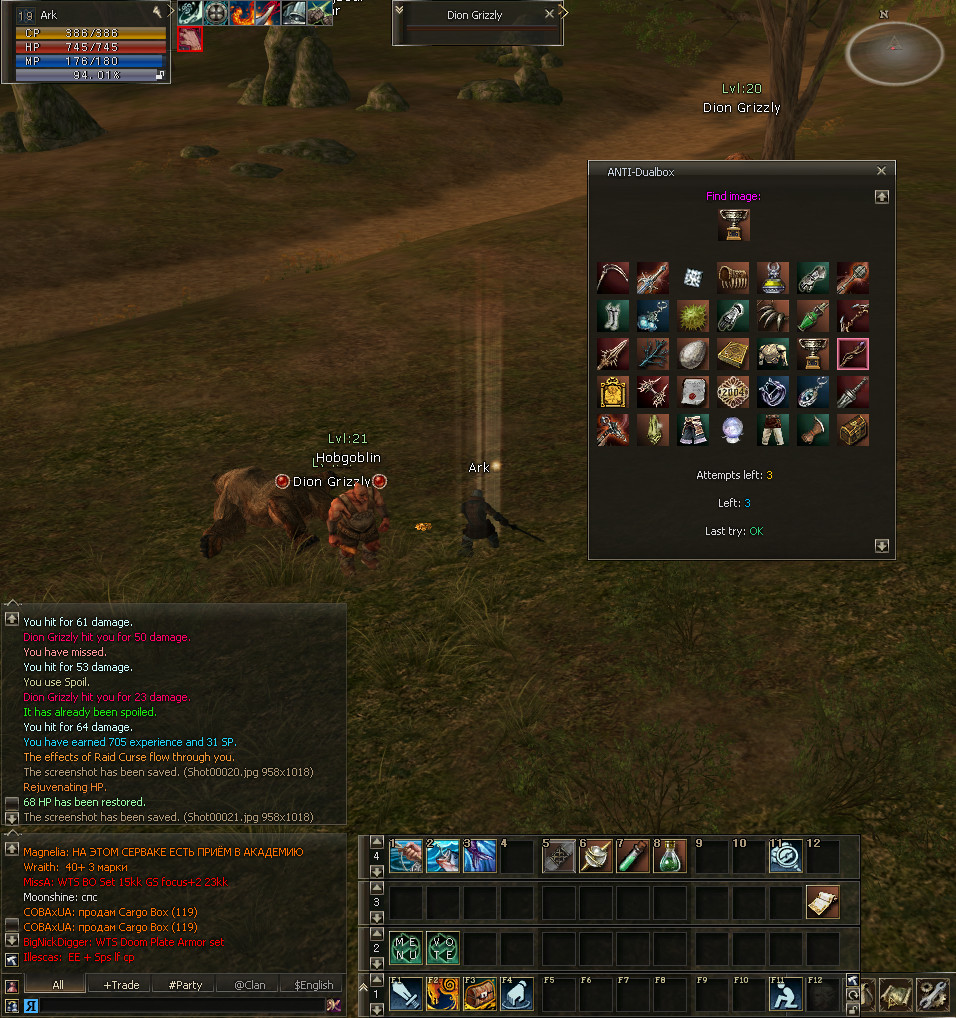 19 Ark
CP 386/386
HP 745/745
MP 176/180
94.01%
Dion Grizzly
N
Lvl:20
Dion Grizzly
ANTI-Dualbox
Find image:
2004
Attempts left: 3
Left: 3
Last try: OK
Lvl:21
Hobgoblin
Dion Grizzly
Ark
You hit for 61 damage.
Dion Grizzly hit you for 50 damage.
You have missed.
You hit for 53 damage.
You use Spoil.
Dion Grizzly hit you for 23 damage.
It has already been spoiled.
You hit for 64 damage.
You have earned 705 experience and 31 SP.
The effects of Raid Curse flow through you.
The screenshot has been saved. (Shot00020.jpg 958x1018)
Rejuvenating HP.
68 HP has been restored.
The screenshot has been saved. (Shot00021.jpg 958x1018)
Magnelia: НА ЭТОМ СЕРВАКЕ ЕСТЬ ПРИЁМ В АКАДЕМИЮ
Wraith: 40+ 3 марки
MissA: WTS BO Set 15kk GS focus+2 23kk
Moonshine: спс
COBAxUA: продам Cargo Box (119)
COBAxUA: продам Cargo Box (119)
BigNickDigger: WTS Doom Plate Armor set
Illescas: EE + Sps lf cp
All +Trade #Party @Clan $English
Я
4 1 2 3 4 5 6 7 8 9 10 11 12
3
2 MENU VOTE
1 F1 F2 F3 F4 F5 F6 F7 F8 F9 F10 F11 F12